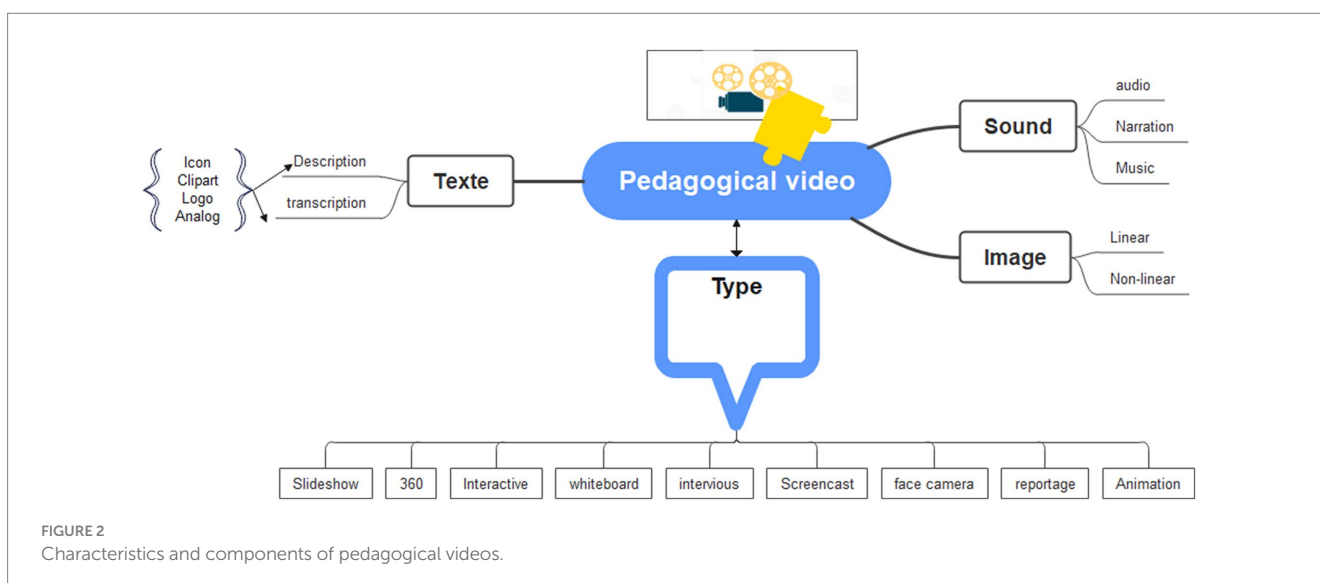 Pedagogical video
Texte
Description
transcription
Icon
Clipart
Logo
Analog
Sound
audio
Narration
Music
Image
Linear
Non-linear
Type
Slideshow
360
Interactive
whiteboard
intervious
Screencast
face camera
reportage
Animation
FIGURE 2
Characteristics and components of pedagogical videos.